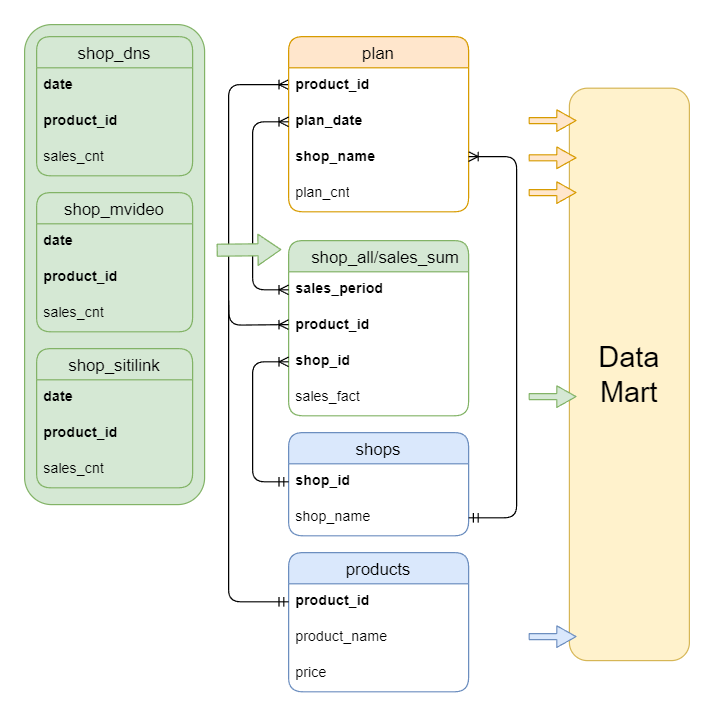 shop_dns
date
product_id
sales_cnt
shop_mvideo
date
product_id
sales_cnt
shop_sitilink
date
product_id
sales_cnt
plan
product_id
plan_date
shop_name
plan_cnt
shop_all/sales_sum
sales_period
product_id
shop_id
sales_fact
shops
shop_id
shop_name
products
product_id
product_name
price
Data
Mart